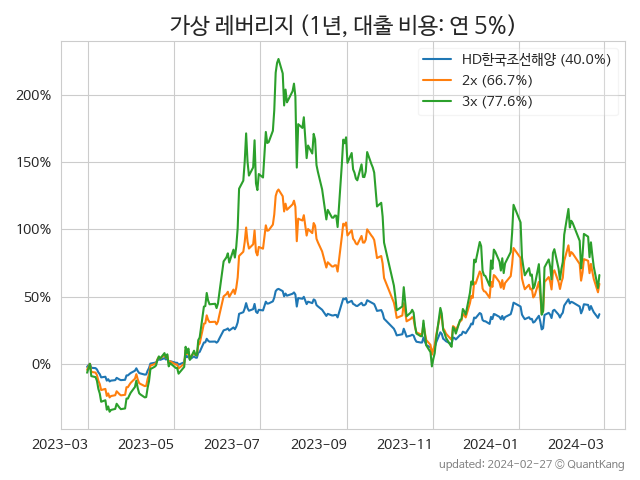 가상 레버리지 (1년, 대출 비용: 연 5%)
HD한국조선해양 (40.0%)
2x (66.7%)
3x (77.6%)
200%
150%
100%
50%
0%
2023-03 2023-05 2023-07 2023-09 2023-11 2024-01 2024-03
updated: 2024-02-27 © QuantKang